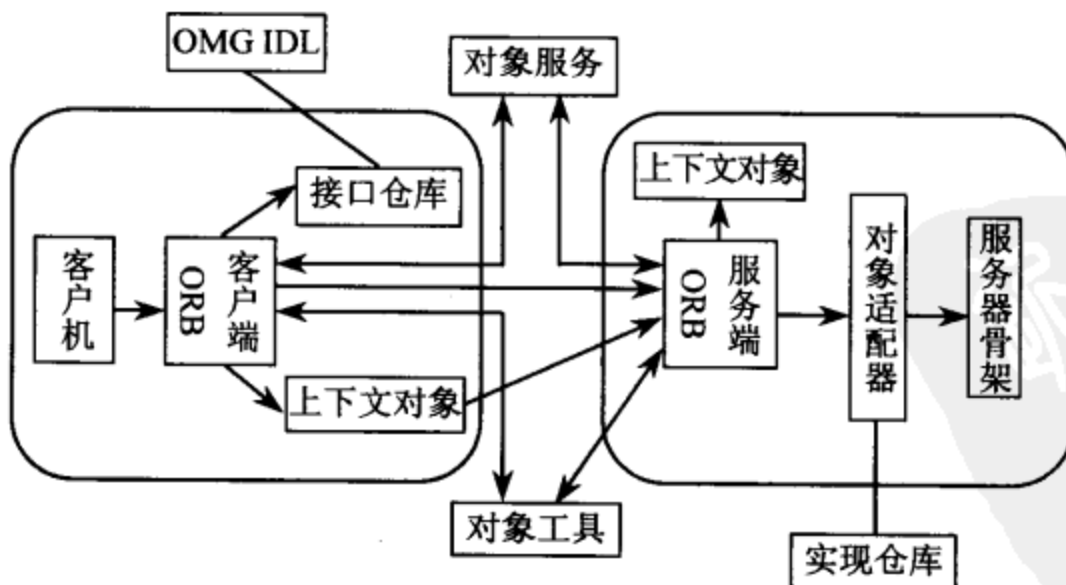 OMG IDL
对象服务
上下文对象
接口仓库
客户机
客户端
ORB
服务端
ORB
对象适配器
服务器骨架
上下文对象
对象工具
实现仓库